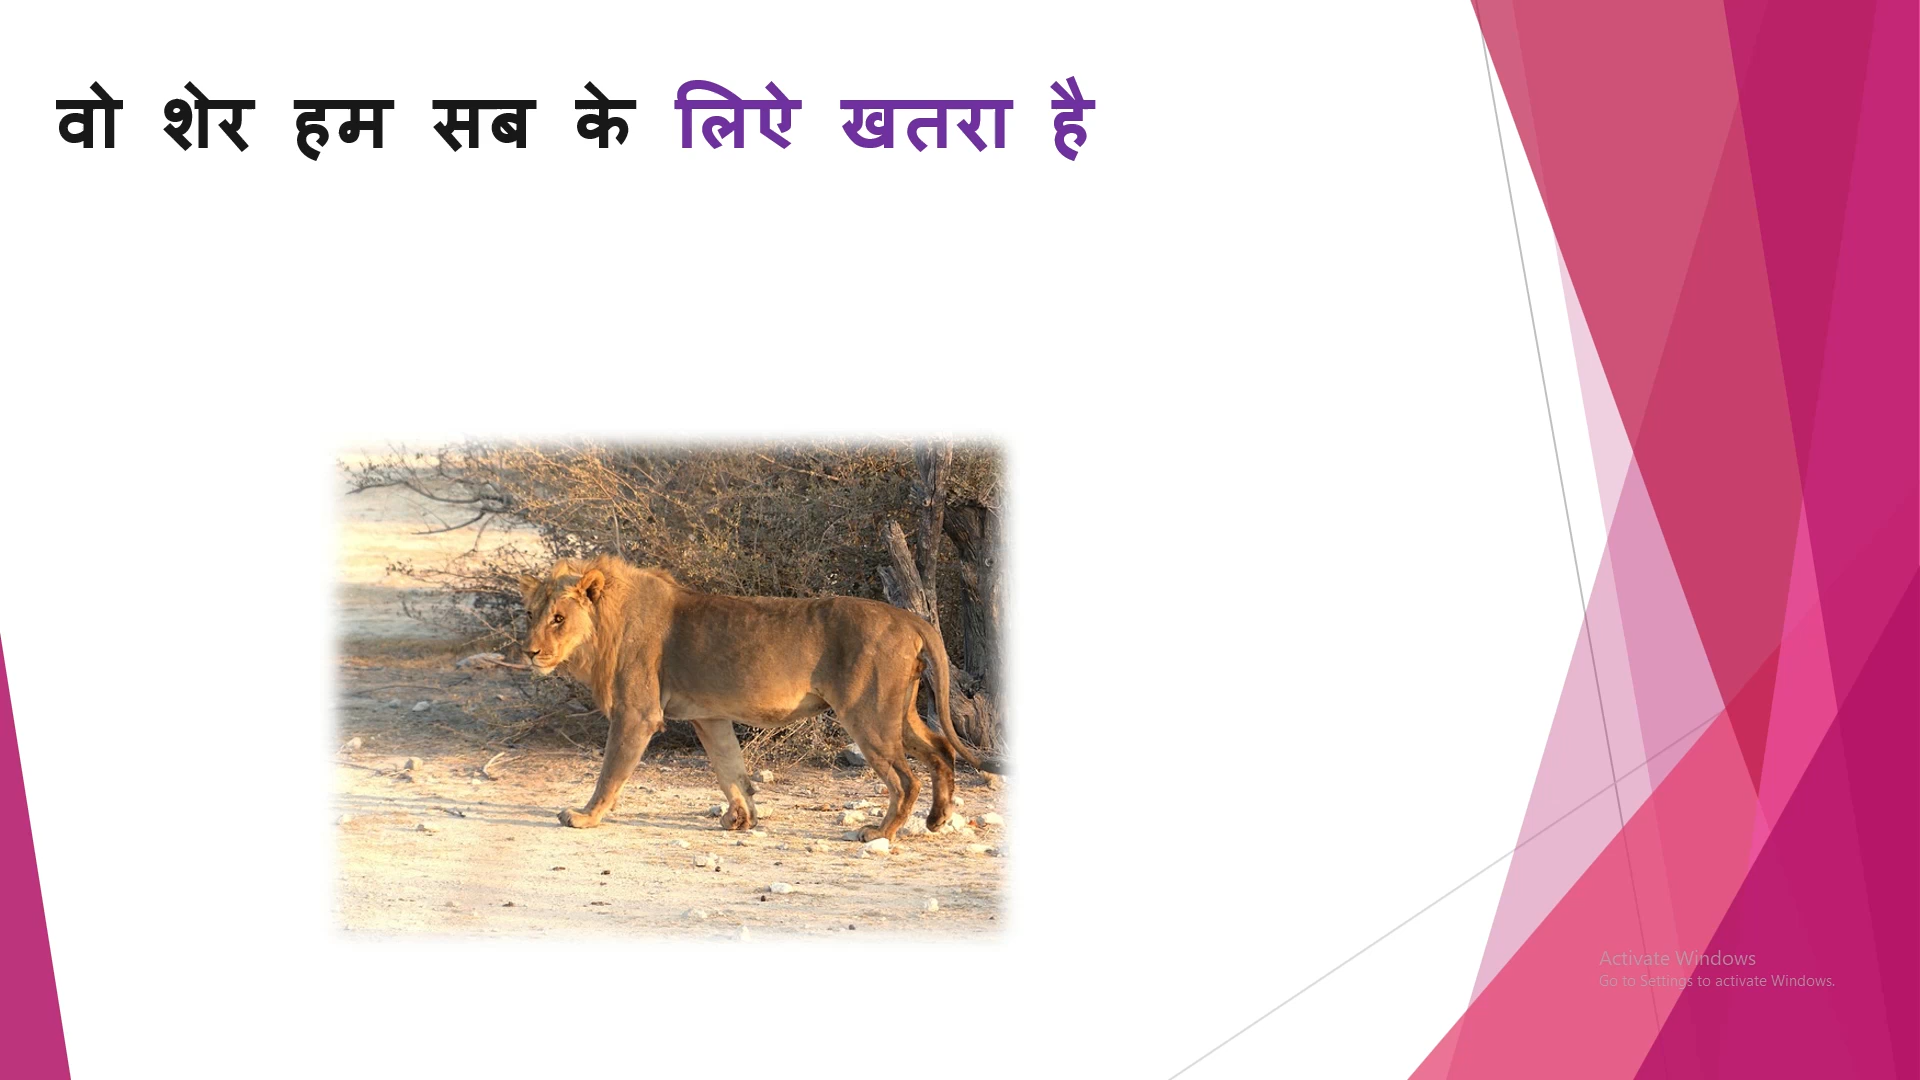 वो शेर हम सब के लिऐ खतरा है
Activate Windows
Go to Settings to activate Windows.